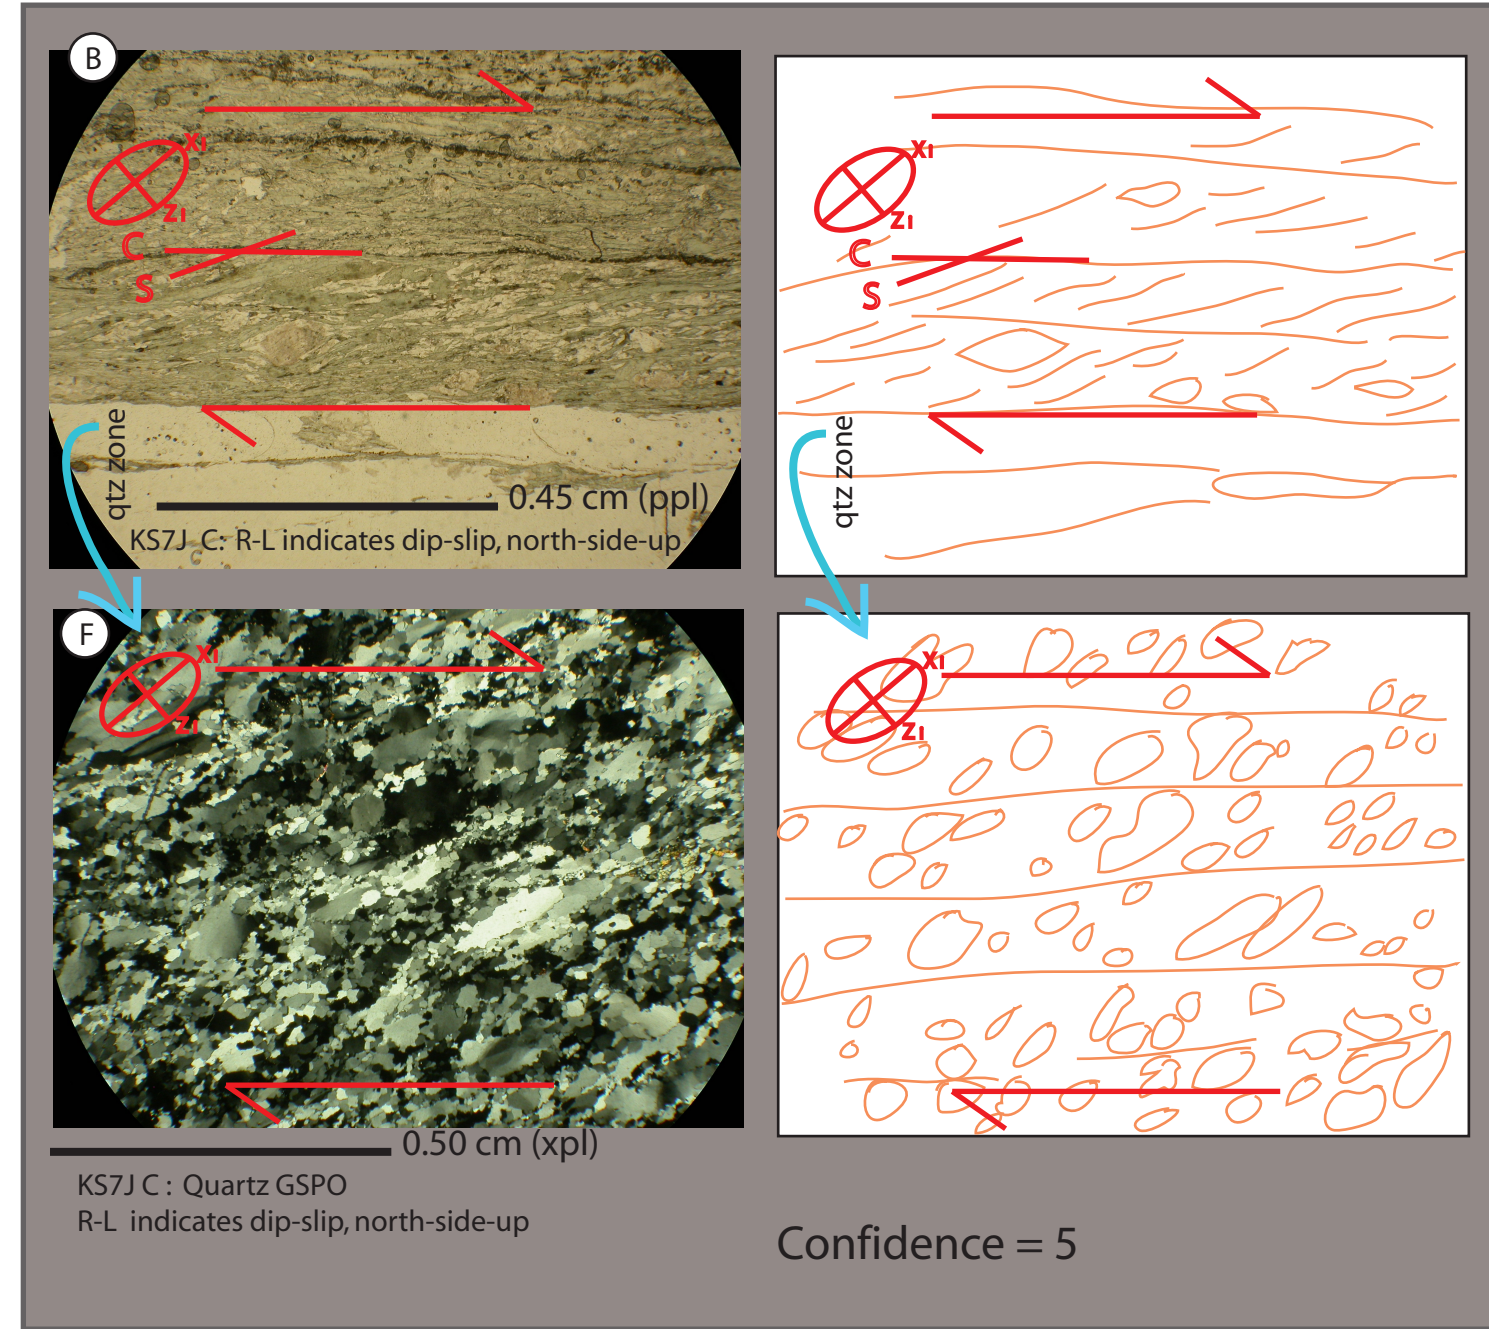 B
X1
Z1
C
S
qtz zone
0.45 cm (ppl)
KS7J C: R-L indicates dip-slip, north-side-up
X1
Z1
C
S
qtz zone
F
X1
Z1
0.50 cm (xpl)
KS7J C : Quartz GSPO
R-L indicates dip-slip, north-side-up
X1
Z1
Confidence = 5